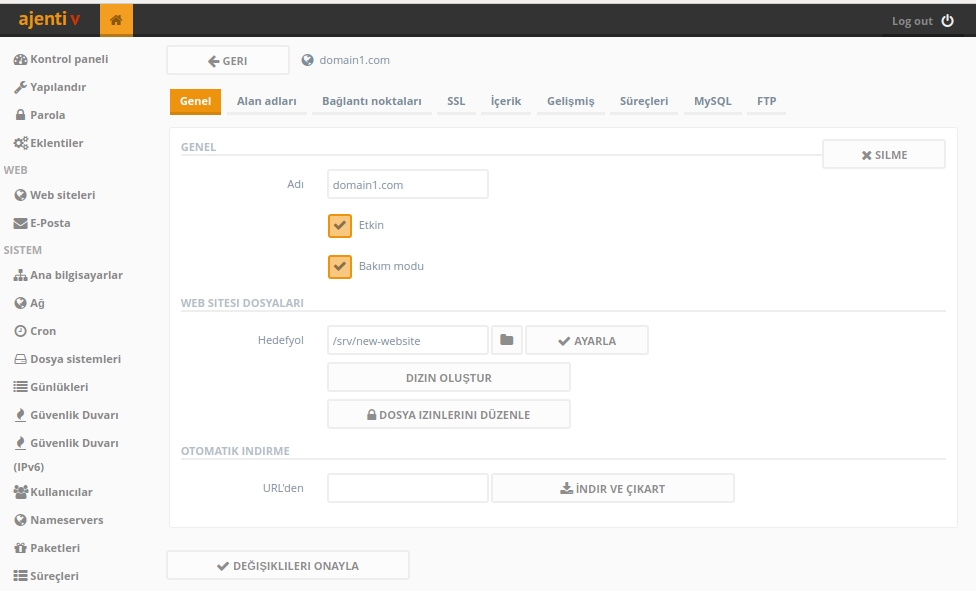 ajenti v
Log out
Kontrol paneli
Yapılandır
Parola
Eklentiler
WEB
Web siteleri
E-Posta
SİSTEM
Ana bilgisayarlar
Ağ
Cron
Dosya sistemleri
Günlükleri
Güvenlik Duvarı
Güvenlik Duvarı
(IPv6)
Kullanıcılar
Nameservers
Paketleri
Süreçleri
GERI
domain1.com
Genel Alan adları Bağlantı noktaları SSL İçerik Gelişmiş Süreçleri MySQL FTP
GENEL
SILME
Adı domain1.com
Etkin
Bakım modu
WEB SITESI DOSYALARI
Hedefyol /srv/new-website AYARLA
DIZIN OLUŞTUR
DOSYA IZINLERINI DÜZENLE
OTOMATIK INDIRME
URL'den İNDIR VE ÇIKART
DEĞIŞIKLILERI ONAYLA